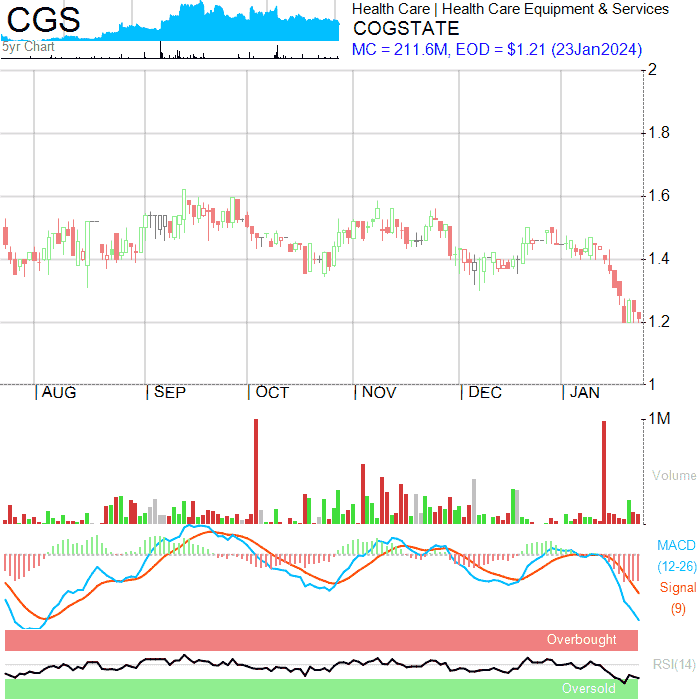 CGS
5yr Chart
Health Care | Health Care Equipment & Services
COGSTATE
MC = 211.6M, EOD = $1.21 (23Jan2024)
2
1.8
1.6
1.4
1.2
1
| AUG | SEP | OCT | NOV | DEC | JAN
1M
Volume
MACD
(12-26)
Signal
(9)
Overbought
RSI(14)
Oversold